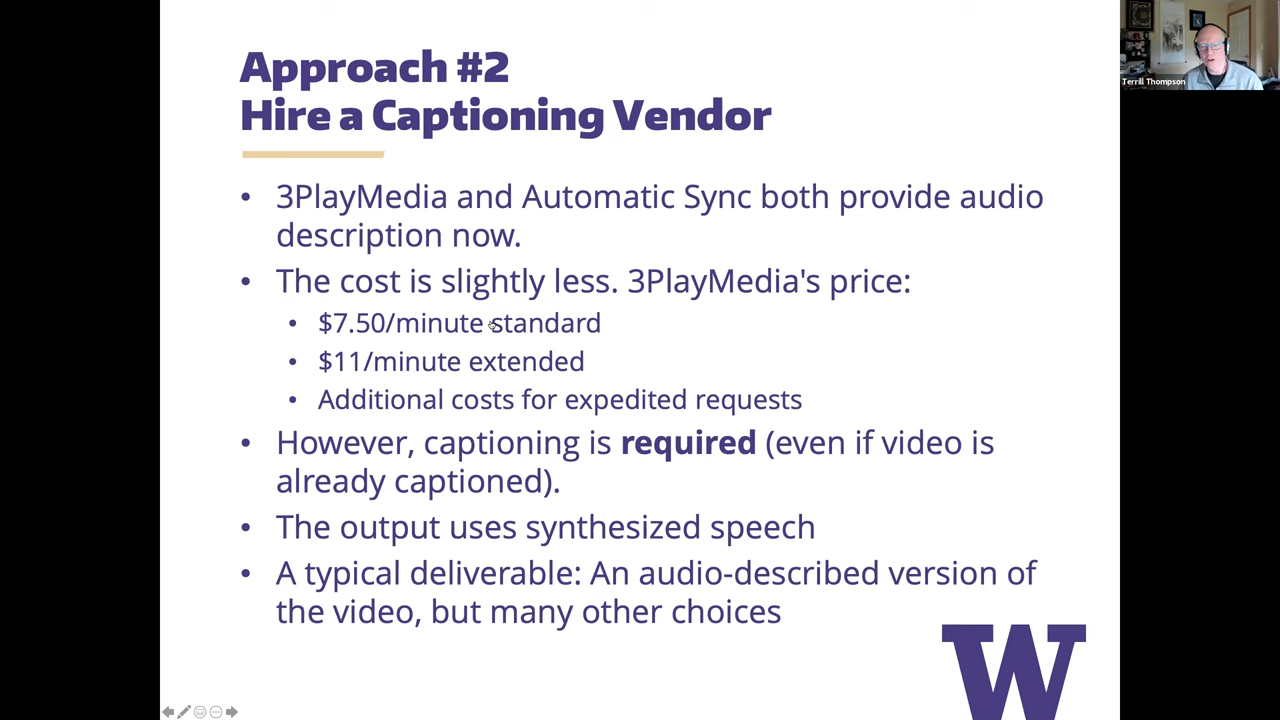 Approach #2
Hire a Captioning Vendor
Terrill Thompson
• 3PlayMedia and Automatic Sync both provide audio
description now.
• The cost is slightly less. 3PlayMedia's price:
• $7.50/minute standard
• $11/minute extended
• Additional costs for expedited requests
• However, captioning is required (even if video is
already captioned).
• The output uses synthesized speech
• A typical deliverable: An audio-described version of
the video, but many other choices
W